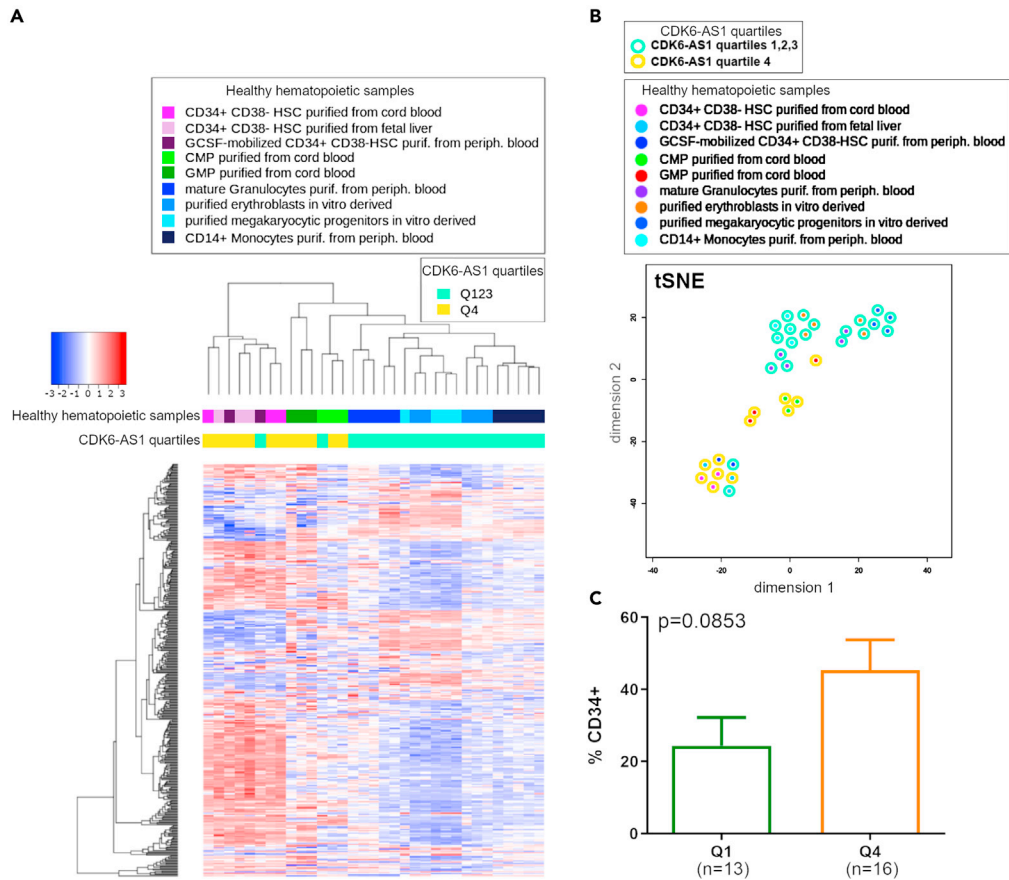 A
Healthy hematopoietic samples
CD34+ CD38- HSC purified from cord blood
CD34+ CD38- HSC purified from fetal liver
GCSF-mobilized CD34+ CD38-HSC purif. from periph. blood
CMP purified from cord blood
GMP purified from cord blood
mature Granulocytes purif. from periph. blood
purified erythroblasts in vitro derived
purified megakaryocytic progenitors in vitro derived
CD14+ Monocytes purif. from periph. blood
CDK6-AS1 quartiles
Q123
Q4
-3 -2 -1 0 1 2 3
Healthy hematopoietic samples
CDK6-AS1 quartiles
B
CDK6-AS1 quartiles
CDK6-AS1 quartiles 1,2,3
CDK6-AS1 quartile 4
Healthy hematopoietic samples
CD34+ CD38- HSC purified from cord blood
CD34+ CD38- HSC purified from fetal liver
GCSF-mobilized CD34+ CD38-HSC purif. from periph. blood
CMP purified from cord blood
GMP purified from cord blood
mature Granulocytes purif. from periph. blood
purified erythroblasts in vitro derived
purified megakaryocytic progenitors in vitro derived
CD14+ Monocytes purif. from periph. blood
tSNE
dimension 2
20
0
-20
-40
-40 -20 0 20 40
dimension 1
C
p=0.0853
% CD34+
60
40
20
0
Q1 Q4
(n=13) (n=16)